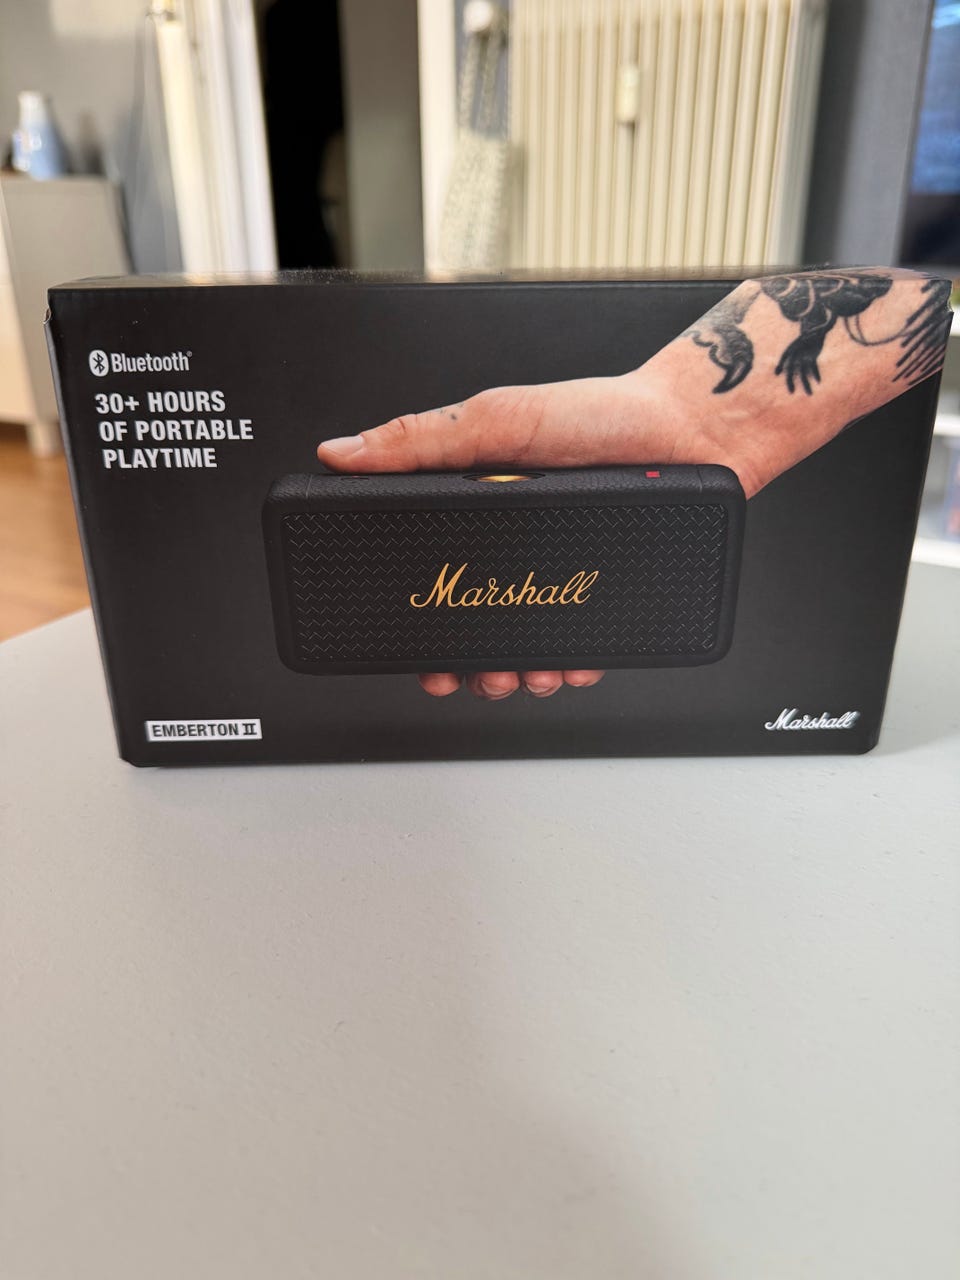 Bluetooth®
30+ HOURS
OF PORTABLE
PLAYTIME
Marshall
EMBERTON II
Marshall